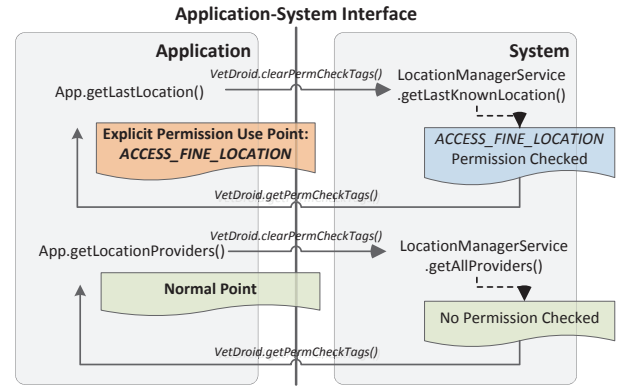 Application-System Interface
Application
System
VetDroid.clearPermCheckTags()
App.getLastLocation()
LocationManagerService
.getLastKnownLocation()
Explicit Permission Use Point:
ACCESS_FINE_LOCATION
ACCESS_FINE_LOCATION
Permission Checked
VetDroid.getPermCheckTags()
VetDroid.clearPermCheckTags()
App.getLocationProviders()
LocationManagerService
.getAllProviders()
Normal Point
No Permission Checked
VetDroid.getPermCheckTags()